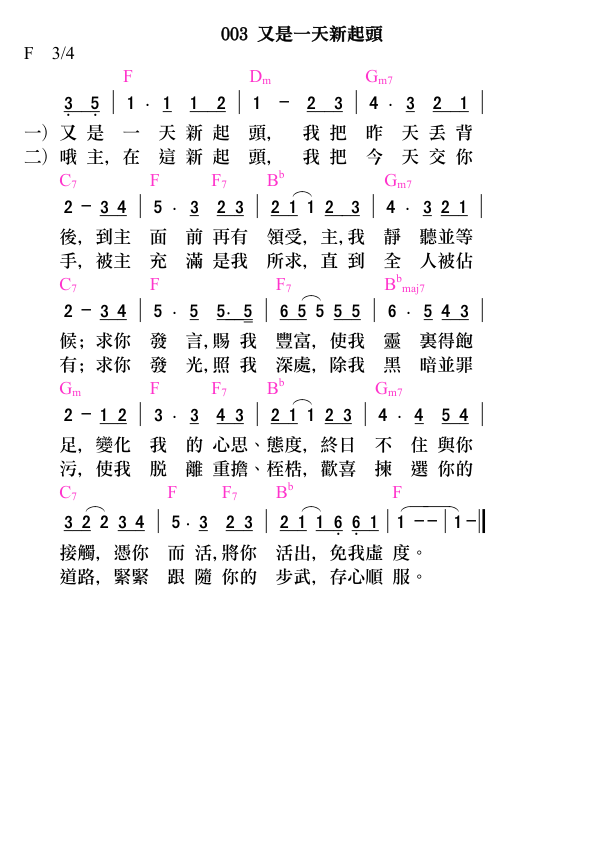 003 又是一天新起頭
F 3/4
F Dm Gm7
3 5 | 1 · 1 1 2 | 1 - 2 3 | 4 · 3 2 1 |
一) 又 是 一 天 新 起 頭, 我 把 昨 天 丟 背
二) 哦 主, 在 這 新 起 頭, 我 把 今 天 交 你
C7 F F7 Bb Gm7
2 - 3 4 | 5 · 3 2 3 | 2 1 1 2 3 | 4 · 3 2 1 |
後, 到主 面 前 再有 領受, 主, 我 靜 聽並等
手, 被主 充 滿 是我 所求, 直 到 全 人被佔
C7 F F7 Bbmaj7
2 - 3 4 | 5 · 5 5· 5 | 6 5 5 5 5 | 6 · 5 4 3 |
候; 求你 發 言, 賜 我 豐富, 使我 靈 裏得飽
有; 求你 發 光, 照 我 深處, 除我 黑 暗並罪
Gm F F7 Bb Gm7
2 - 1 2 | 3 · 3 4 3 | 2 1 1 2 3 | 4 · 4 5 4 |
足, 變化 我 的 心思、態度, 終日 不 住 與你
污, 使我 脱 離 重擔、桎梏, 歡喜 揀 選 你的
C7 F F7 Bb F
3 2 2 3 4 | 5 · 3 2 3 | 2 1 1 6 6 1 | 1 - - | 1 - ||
接觸, 憑你 而 活, 將你 活出, 免我虛 度。
道路, 緊緊 跟 隨 你的 步武, 存心順 服。